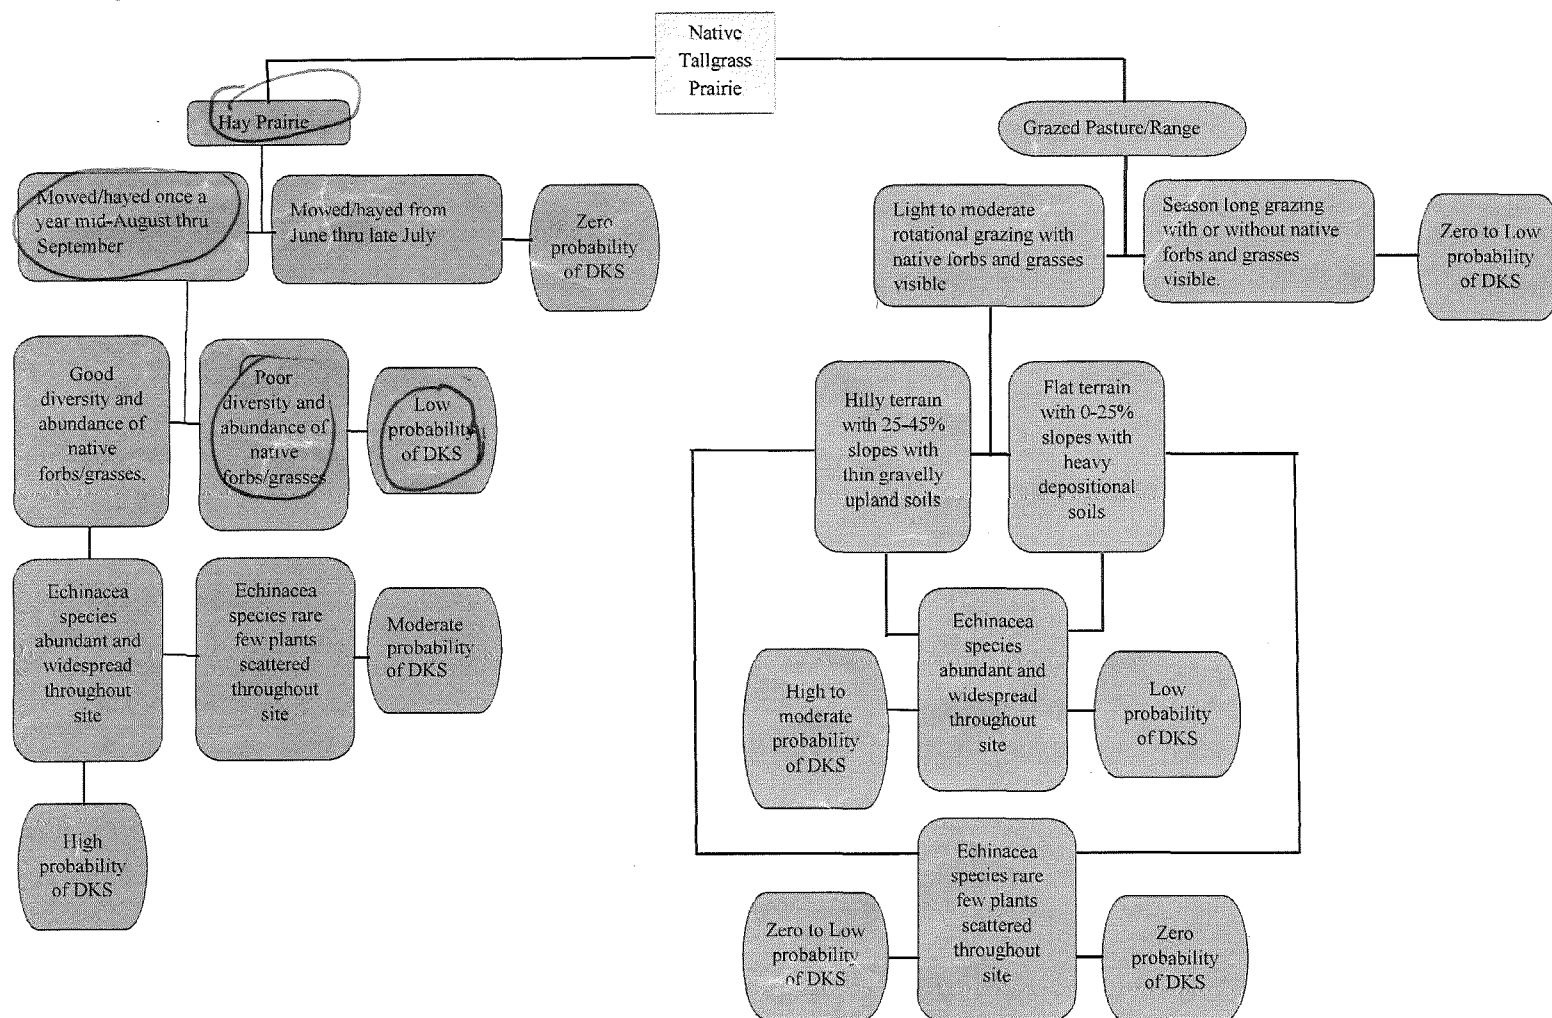 Native
Tallgrass
Prairie
Hay Prairie
Grazed Pasture/Range
Mowed/hayed once a
year mid-August thru
September
Mowed/hayed from
June thru late July
Zero
probability
of DKS
Light to moderate
rotational grazing with
native forbs and grasses
visible
Season long grazing
with or without native
forbs and grasses
visible.
Zero to Low
probability
of DKS
Good
diversity and
abundance of
native
forbs/grasses.
Poor
diversity and
abundance of
native
forbs/grasses
Low
probability
of DKS
Hilly terrain
with 25-45%
slopes with
thin gravelly
upland soils
Flat terrain
with 0-25%
slopes with
heavy
depositional
soils
Echinacea
species
abundant and
widespread
throughout
site
Echinacea
species rare
few plants
scattered
throughout
site
Moderate
probability
of DKS
High
probability
of DKS
Echinacea
species
abundant and
widespread
throughout
site
High to
moderate
probability
of DKS
Low
probability
of DKS
Echinacea
species rare
few plants
scattered
throughout
site
Zero to Low
probability
of DKS
Zero
probability
of DKS